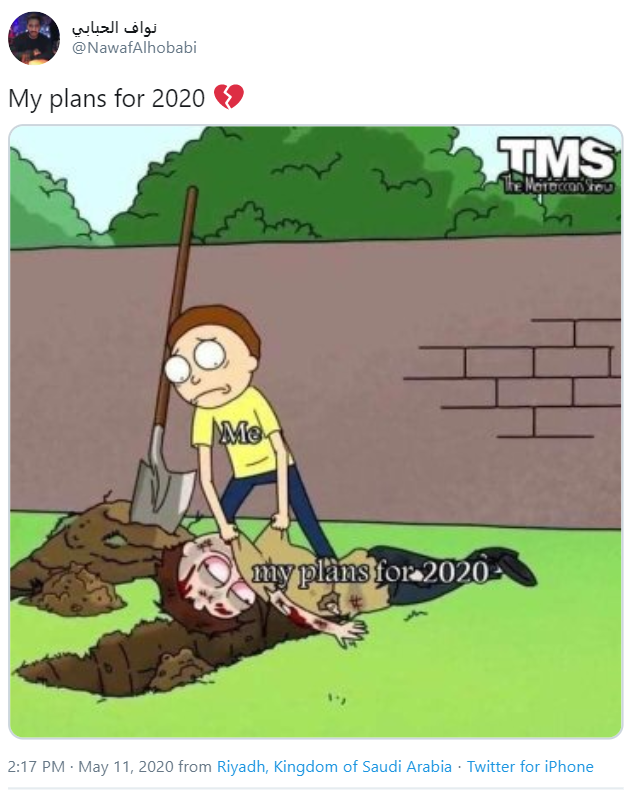 نواف الحبابي
@NawafAlhobabi
My plans for 2020 💔
TMS
The Moroccan Show
Me
my plans for 2020
2:17 PM · May 11, 2020 from Riyadh, Kingdom of Saudi Arabia · Twitter for iPhone